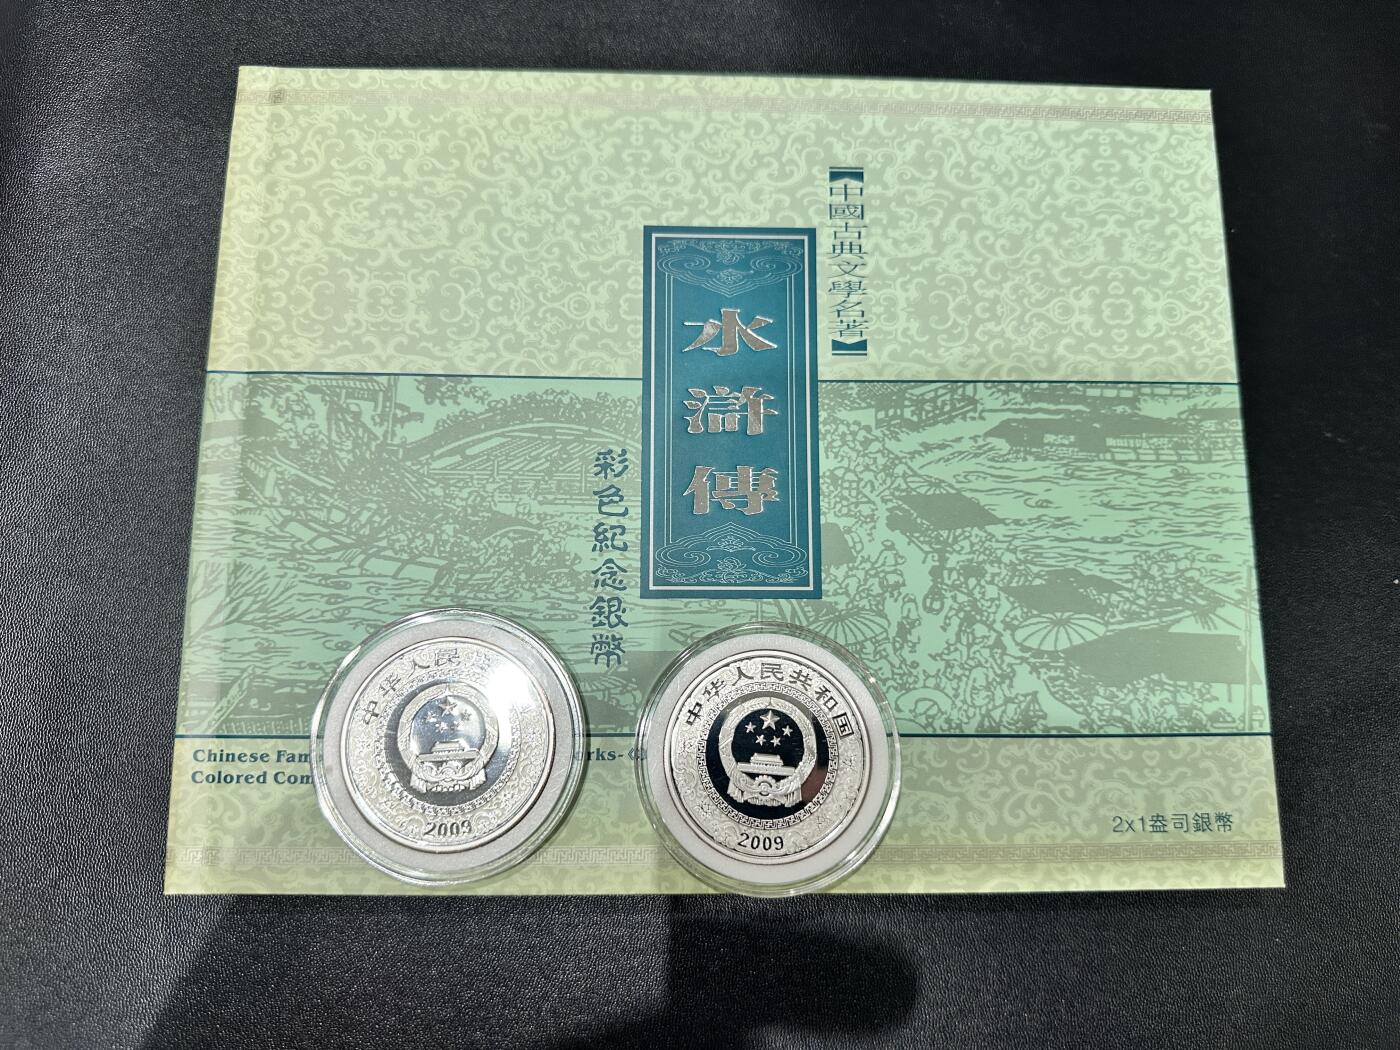 【中國古典文學名著】
水滸傳
彩色紀念銀幣
Chinese Fam
rks-《
Colored Com
2x1盎司銀幣
中华人民共
2009
中华人民共和国
2009